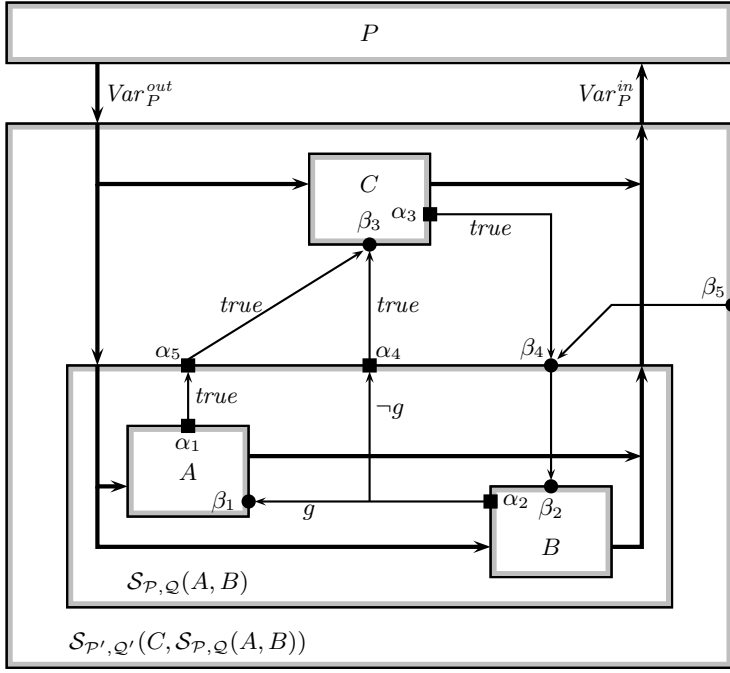 P
Var_P^{out} Var_P^{in}
C
α₃
β₃
true
true true
β₅
α₅ α₄ β₄
true
¬g
α₁
A
β₁
g
α₂
β₂
B
𝒮_{𝒫,𝒬}(A, B)
𝒮_{𝒫′,𝒬′}(C, 𝒮_{𝒫,𝒬}(A, B))